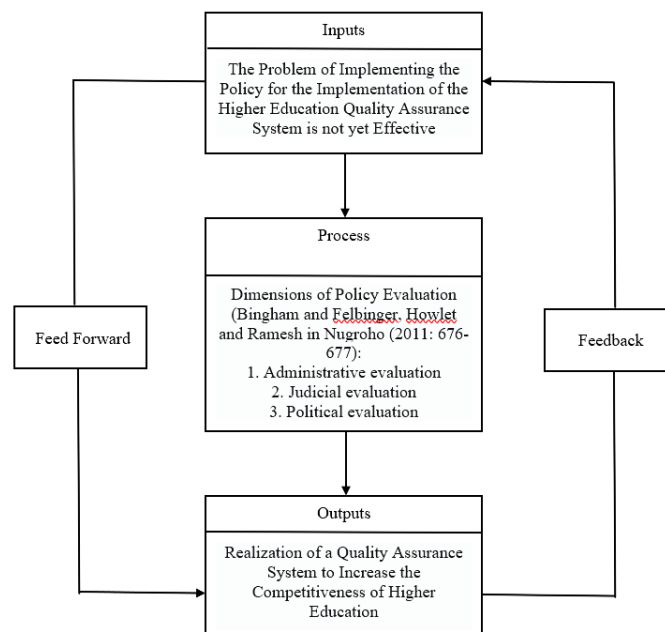 Inputs
The Problem of Implementing the
Policy for the Implementation of the
Higher Education Quality Assurance
System is not yet Effective
Process
Dimensions of Policy Evaluation
(Bingham and Felbinger, Howlet
and Ramesh in Nugroho (2011: 676-
677):
1. Administrative evaluation
2. Judicial evaluation
3. Political evaluation
Feed Forward
Feedback
Outputs
Realization of a Quality Assurance
System to Increase the
Competitiveness of Higher
Education